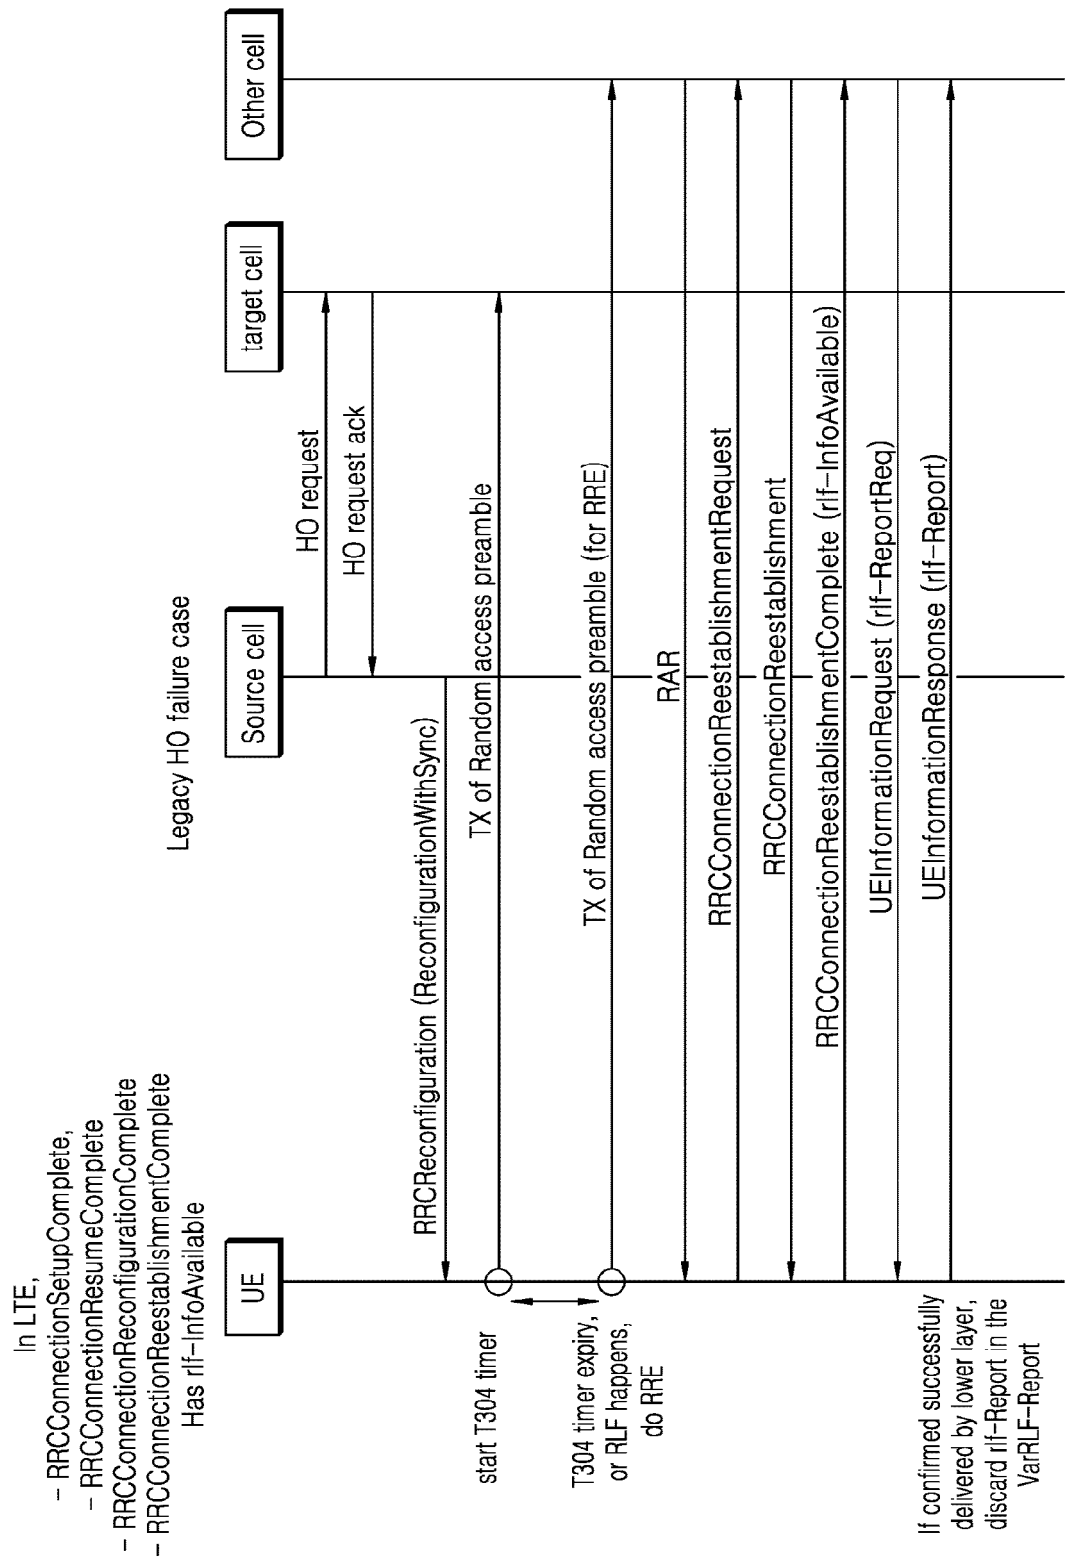 In LTE,
- RRCConnectionSetupComplete,
- RRCConnectionResumeComplete
- RRCConnectionReconfigurationComplete
- RRCConnectionReestablishmentComplete
Has rlf-InfoAvailable
Legacy HO failure case
UE
Source cell
target cell
Other cell
HO request
HO request ack
RRCReconfiguration (ReconfigurationWithSync)
start T304 timer
TX of Random access preamble
T304 timer expiry,
or RLF happens,
do RRE
TX of Random access preamble (for RRE)
RAR
RRCConnectionReestablishmentRequest
RRCConnectionReestablishment
RRCConnectionReestablishmentComplete (rlf-InfoAvailable)
UEInformationRequest (rlf-ReportReq)
UEInformationResponse (rlf-Report)
If confirmed successfully
delivered by lower layer,
discard rlf-Report in the
VarRLF-Report